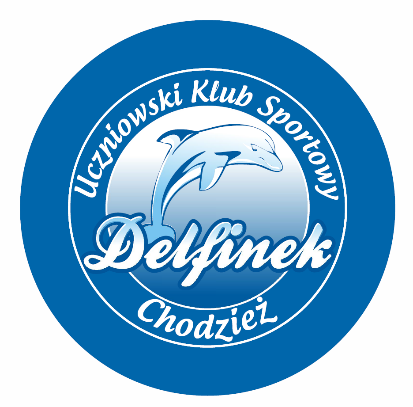 Uczniowski Klub Sportowy
Delfinek
Chodzież